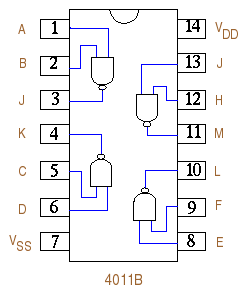 A 1 14 VDD
B 2 13 J
J 3 12 H
K 4 11 M
C 5 10 L
D 6 9 F
VSS 7 8 E
4011B